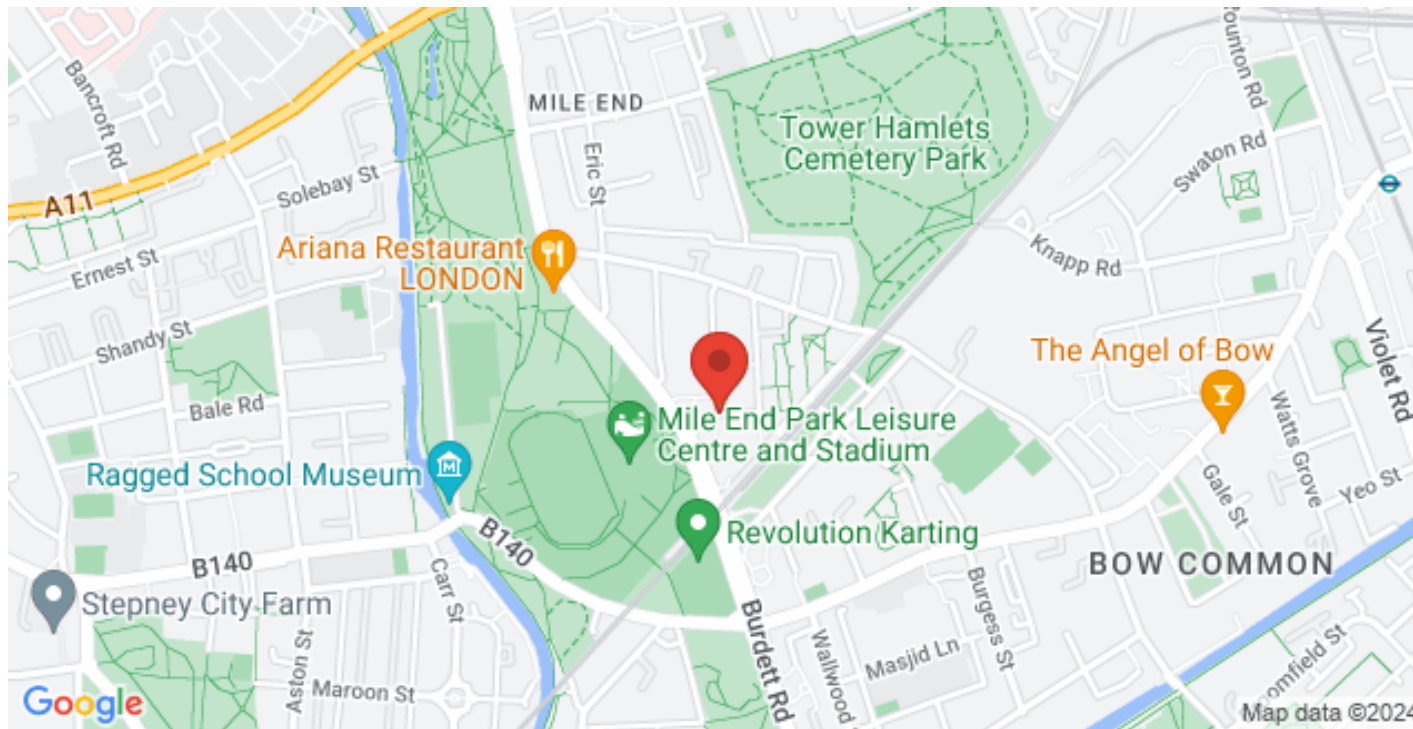 Bancroft Rd
MILE END
Tower Hamlets
Cemetery Park
Swaton Rd
Eric St
Solebay St
A11
Ariana Restaurant
LONDON
Knapp Rd
Ernest St
Shandy St
The Angel of Bow
Violet Rd
Bale Rd
Mile End Park Leisure
Centre and Stadium
Watts Grove
Ragged School Museum
Gale St
Yeo St
B140
Revolution Karting
B140
BOW COMMON
Carr St
Burgess St
Stepney City Farm
Burdett Rd
Wallwood
Masjid Ln
Aston St
Maroon St
Google
Map data ©2024